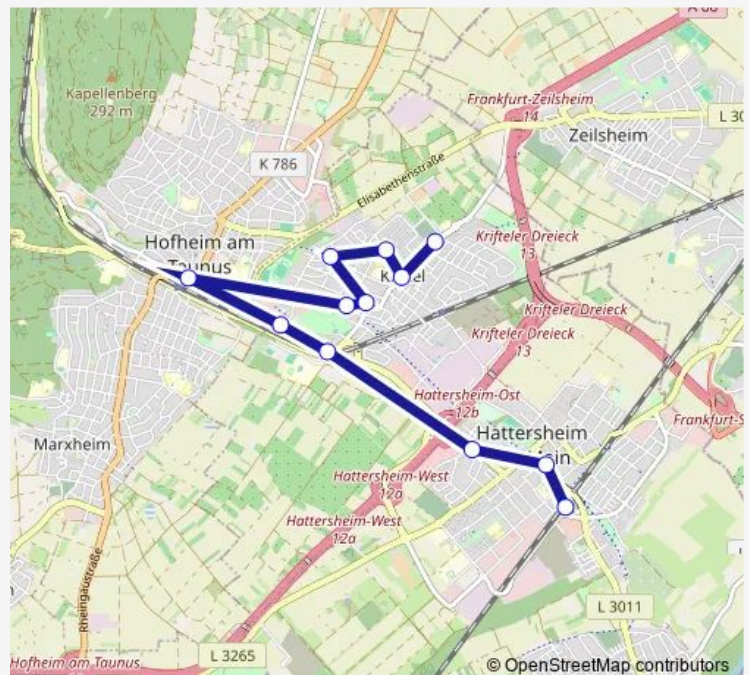 A 66
Kapellenberg
292 m
Frankfurt-Zeilsheim
14
L 30
Zeilsheim
K 786
Elisabethenstraße
Hofheim am
Taunus
Krifteler Dreieck
13
Krifteler Dreieck
Krifteler Dreieck
13
Hattersheim-Ost
12b
Frankfurt-S
Hattersheim
Marxheim
Hattersheim-West
12a
Hattersheim-West
12a
Rheingaustraße
L 3011
L 3265
Hofheim am Taunus
© OpenStreetMap contributors